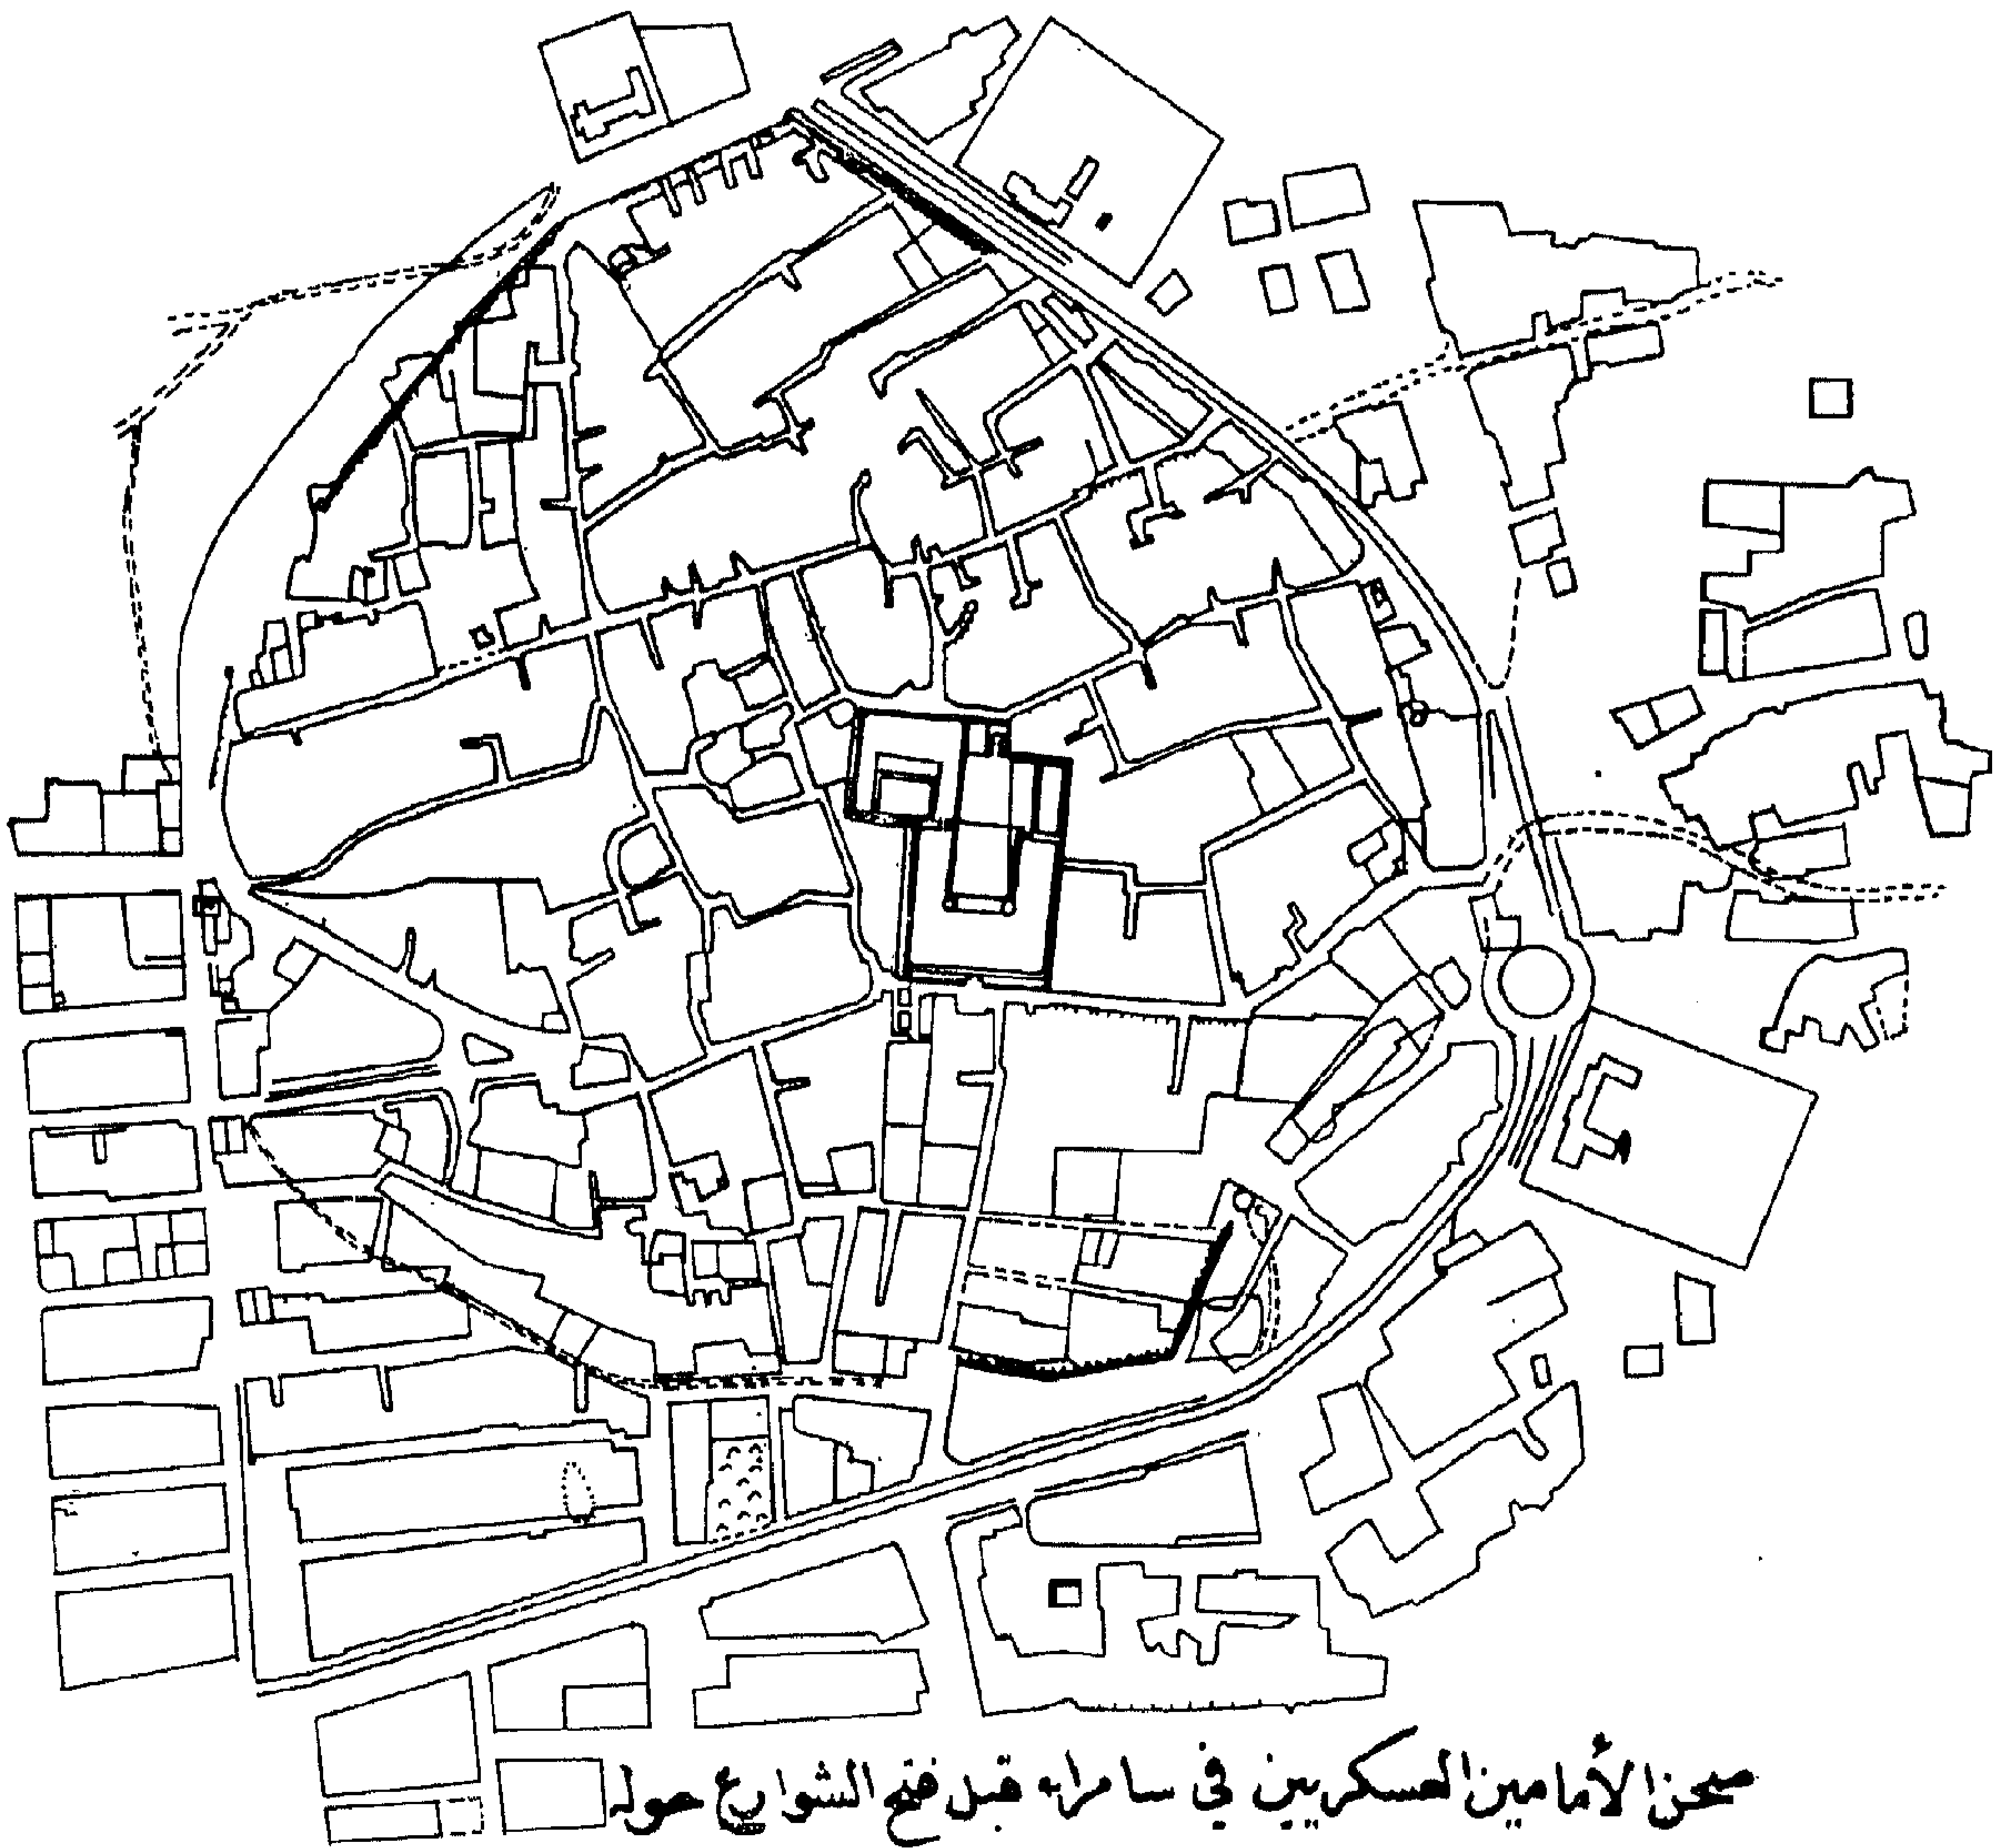 صحن الأمامين العسكريين في سامراء قبل فتح الشوارع حوله